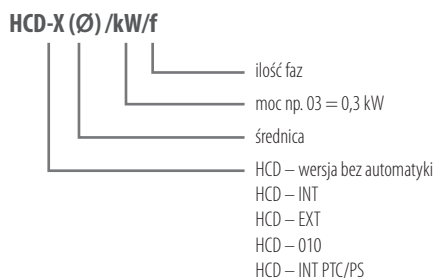 HCD-X (Ø) /kW/f
ilość faz
moc np. 03 = 0,3 kW
średnica
HCD – wersja bez automatyki
HCD – INT
HCD – EXT
HCD – 010
HCD – INT PTC/PS